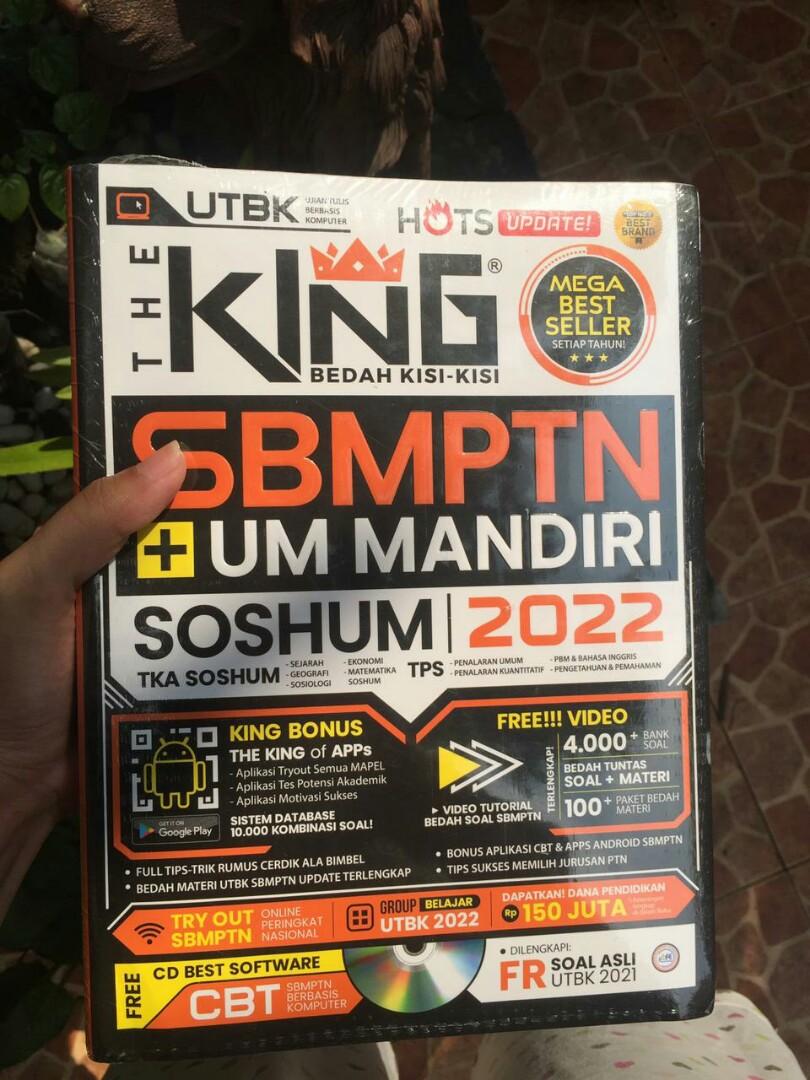 UTBK UJIAN TULIS
BERBASIS
KOMPUTER
HOTS UPDATE!
BEST
BRAND
THE KING ®
BEDAH KISI-KISI
MEGA
BEST
SELLER
SETIAP TAHUN!
SBMPTN
+ UM MANDIRI
SOSHUM | 2022
TKA SOSHUM
- SEJARAH
- GEOGRAFI
- SOSIOLOGI
- EKONOMI
- MATEMATIKA
SOSHUM
TPS
- PENALARAN UMUM
- PENALARAN KUANTITATIF
- PBM & BAHASA INGGRIS
- PENGETAHUAN & PEMAHAMAN
KING BONUS
THE KING of APPs
- Aplikasi Tryout Semua MAPEL
- Aplikasi Tes Potensi Akademik
- Aplikasi Motivasi Sukses
SISTEM DATABASE
10.000 KOMBINASI SOAL!
GET IT ON
Google Play
FREE!!! VIDEO
► VIDEO TUTORIAL
BEDAH SOAL SBMPTN
TERLENGKAP!
4.000+ BANK
SOAL
BEDAH TUNTAS
SOAL + MATERI
100+ PAKET BEDAH
MATERI
• FULL TIPS-TRIK RUMUS CERDIK ALA BIMBEL
• BEDAH MATERI UTBK SBMPTN UPDATE TERLENGKAP
• BONUS APLIKASI CBT & APPS ANDROID SBMPTN
• TIPS SUKSES MEMILIH JURUSAN PTN
TRY OUT
SBMPTN
ONLINE
PERINGKAT
NASIONAL
GROUP BELAJAR
UTBK 2022
DAPATKAN! DANA PENDIDIKAN
Rp 150 JUTA
FREE
CD BEST SOFTWARE
CBT SBMPTN
BERBASIS
KOMPUTER
• DILENGKAPI:
FR SOAL ASLI
UTBK 2021